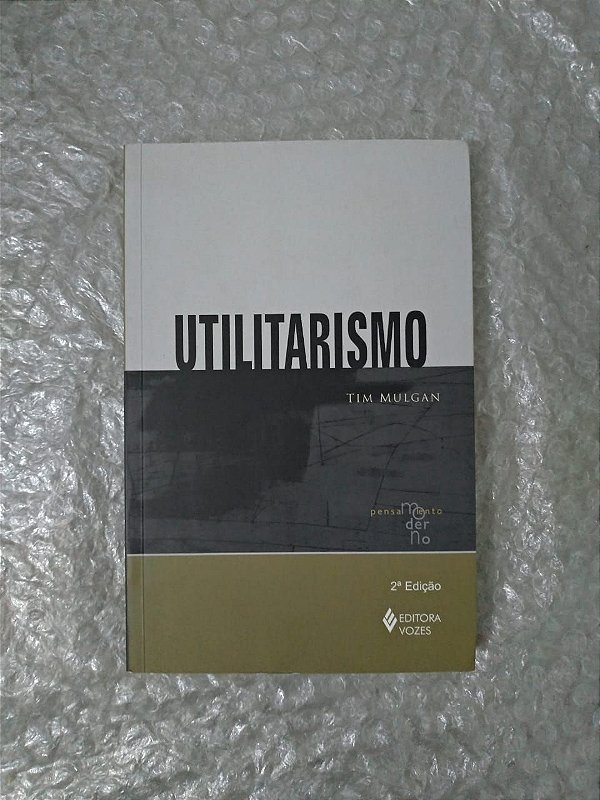 UTILITARISMO
TIM MULGAN
pensamento
moderno
2ª Edição
EDITORA
VOZES